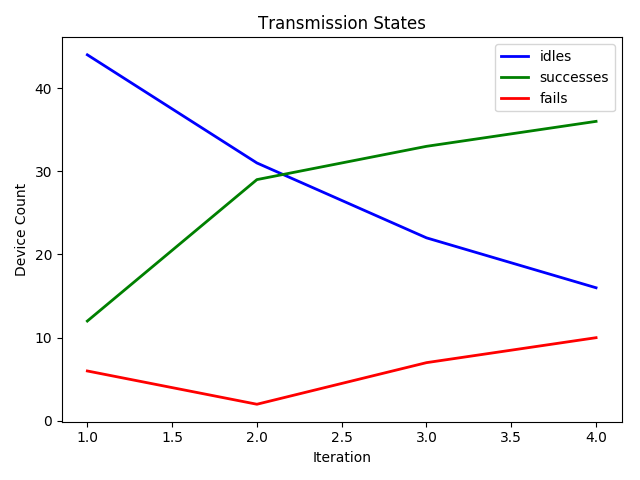 Transmission States
idles
successes
fails
Device Count
40
30
20
10
0
1.0 1.5 2.0 2.5 3.0 3.5 4.0
Iteration